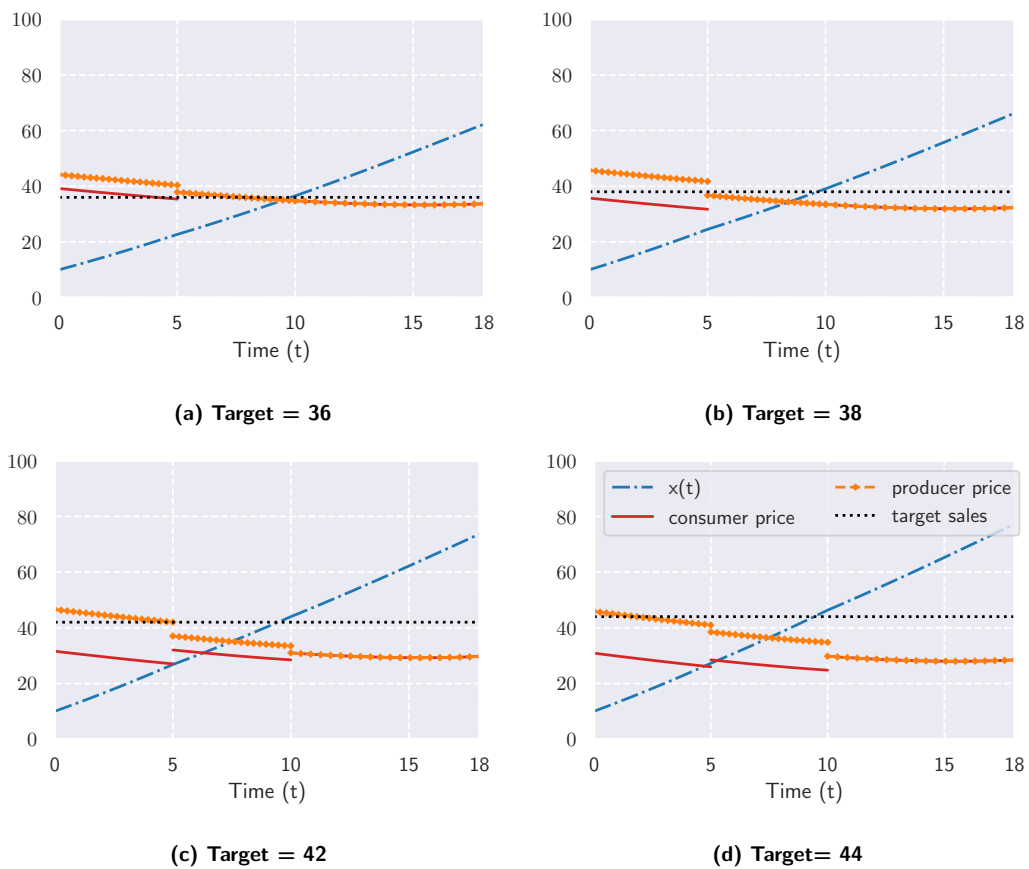 100
80
60
40
20
0
0 5 10 15 18
Time (t)
(a) Target = 36
100
80
60
40
20
0
0 5 10 15 18
Time (t)
(b) Target = 38
100
80
60
40
20
0
0 5 10 15 18
Time (t)
(c) Target = 42
100
80
60
40
20
0
x(t)
consumer price
producer price
target sales
0 5 10 15 18
Time (t)
(d) Target= 44